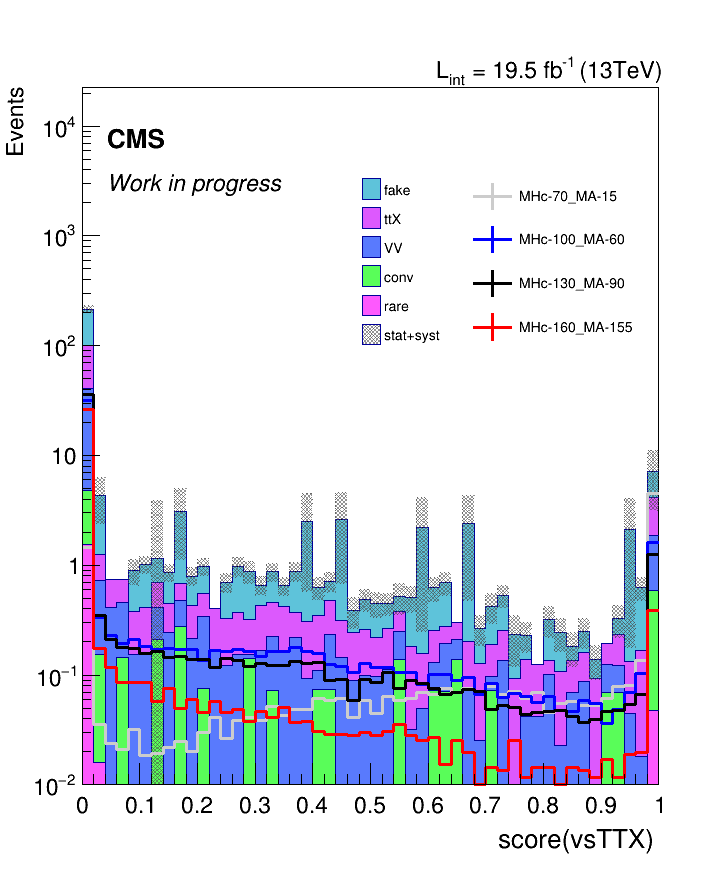 L_int = 19.5 fb^-1 (13TeV)
Events
CMS
Work in progress
fake
ttX
VV
conv
rare
stat+syst
MHc-70_MA-15
MHc-100_MA-60
MHc-130_MA-90
MHc-160_MA-155
10^4
10^3
10^2
10
1
10^-1
10^-2
0 0.1 0.2 0.3 0.4 0.5 0.6 0.7 0.8 0.9 1
score(vsTTX)